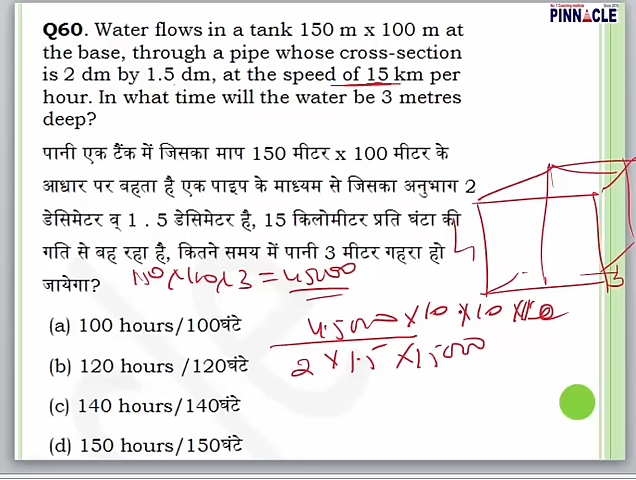 No. 1 Coaching Institute Since 2010
PINNACLE
Q60. Water flows in a tank 150 m x 100 m at
the base, through a pipe whose cross-section
is 2 dm by 1.5 dm, at the speed of 15 km per
hour. In what time will the water be 3 metres
deep?
पानी एक टैंक में जिसका माप 150 मीटर x 100 मीटर के
आधार पर बहता है एक पाइप के माध्यम से जिसका अनुभाग 2
डेसिमेटर व् 1 . 5 डेसिमेटर है, 15 किलोमीटर प्रति घंटा की
गति से वह रहा है, कितने समय में पानी 3 मीटर गहरा हो
जायेगा?
150 x 100 x 3 = 45000
(a) 100 hours/100घंटे
45000 x 10 x 10 x
2 x 1.5 x 15000
(b) 120 hours /120घंटे
(c) 140 hours/140घंटे
(d) 150 hours/150घंटे